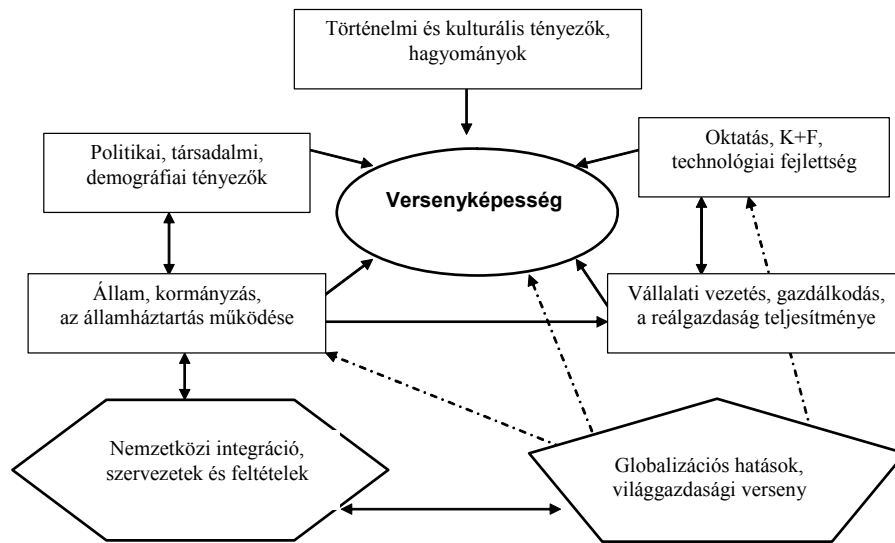 Történelmi és kulturális tényezők,
hagyományok
Politikai, társadalmi,
demográfiai tényezők
Versenyképesség
Oktatás, K+F,
technológiai fejlettség
Állam, kormányzás,
az államháztartás működése
Vállalati vezetés, gazdálkodás,
a reálgazdaság teljesítménye
Nemzetközi integráció,
szervezetek és feltételek
Globalizációs hatások,
világgazdasági verseny